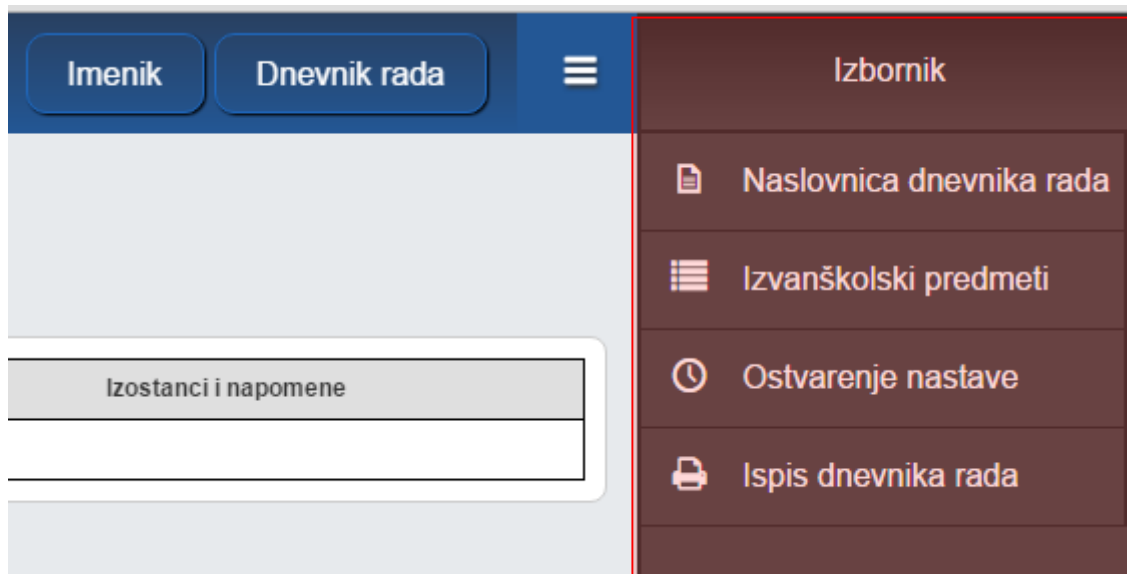 Imenik
Dnevnik rada
Izbornik
Naslovnica dnevnika rada
Izvanškolski predmeti
Izostanci i napomene
Ostvarenje nastave
Ispis dnevnika rada